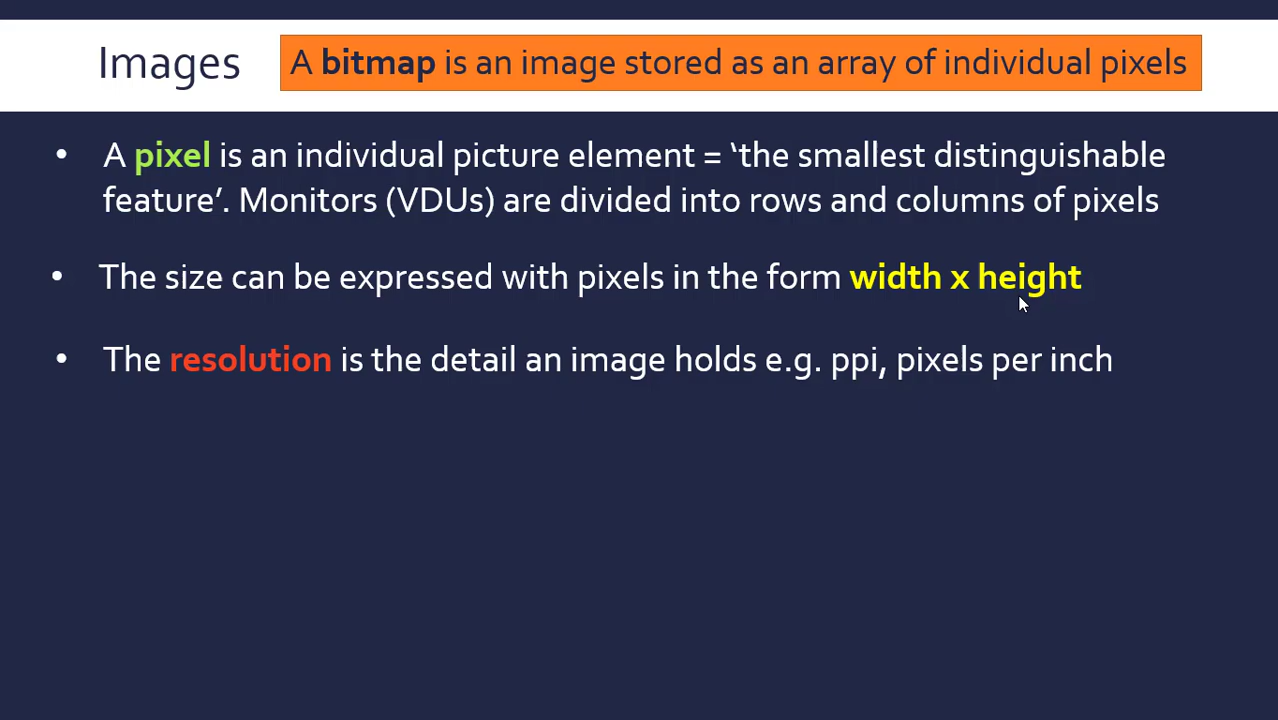 Images
A bitmap is an image stored as an array of individual pixels
• A pixel is an individual picture element = ‘the smallest distinguishable
feature’. Monitors (VDUs) are divided into rows and columns of pixels
• The size can be expressed with pixels in the form width x height
• The resolution is the detail an image holds e.g. ppi, pixels per inch